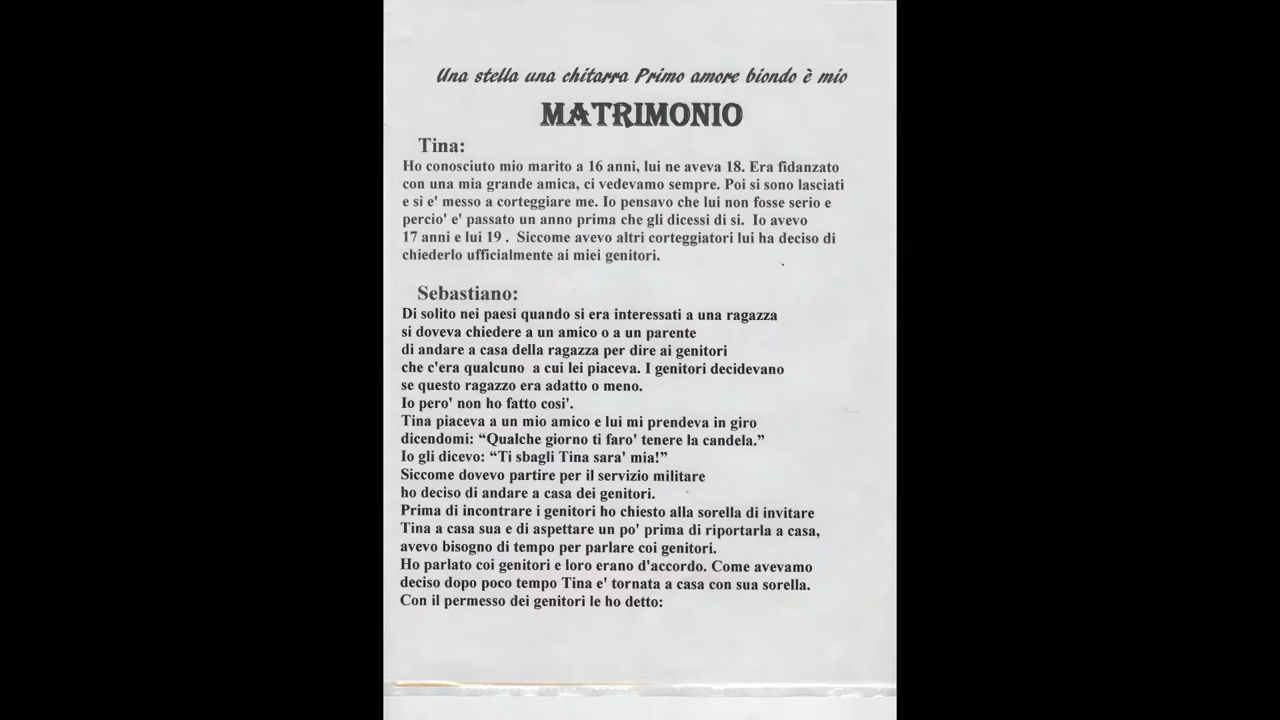 Una stella una chitarra Primo amore biondo è mio
MATRIMONIO
Tina:
Ho conosciuto mio marito a 16 anni, lui ne aveva 18. Era fidanzato
con una mia grande amica, ci vedevamo sempre. Poi si sono lasciati
e si e' messo a corteggiare me. Io pensavo che lui non fosse serio e
percio' e' passato un anno prima che gli dicessi di si. Io avevo
17 anni e lui 19 . Siccome avevo altri corteggiatori lui ha deciso di
chiederlo ufficialmente ai miei genitori.
Sebastiano:
Di solito nei paesi quando si era interessati a una ragazza
si doveva chiedere a un amico o a un parente
di andare a casa della ragazza per dire ai genitori
che c'era qualcuno a cui lei piaceva. I genitori decidevano
se questo ragazzo era adatto o meno.
Io pero' non ho fatto cosi'.
Tina piaceva a un mio amico e lui mi prendeva in giro
dicendomi: “Qualche giorno ti faro' tenere la candela.”
Io gli dicevo: “Ti sbagli Tina sara' mia!”
Siccome dovevo partire per il servizio militare
ho deciso di andare a casa dei genitori.
Prima di incontrare i genitori ho chiesto alla sorella di invitare
Tina a casa sua e di aspettare un po' prima di riportarla a casa,
avevo bisogno di tempo per parlare coi genitori.
Ho parlato coi genitori e loro erano d'accordo. Come avevamo
deciso dopo poco tempo Tina e' tornata a casa con sua sorella.
Con il permesso dei genitori le ho detto: